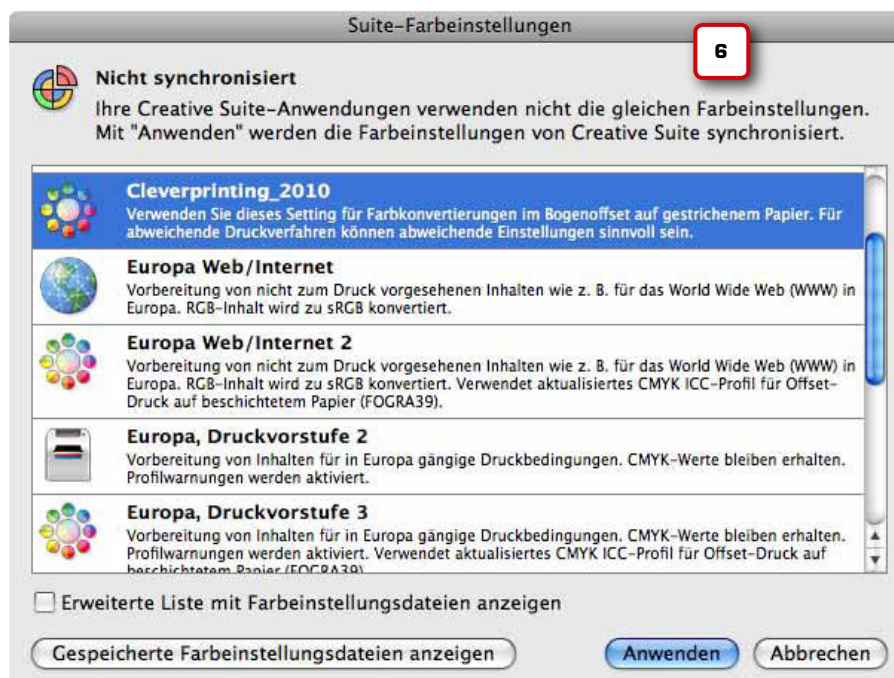 Suite-Farbeinstellungen
6
Nicht synchronisiert
Ihre Creative Suite-Anwendungen verwenden nicht die gleichen Farbeinstellungen.
Mit "Anwenden" werden die Farbeinstellungen von Creative Suite synchronisiert.
Cleverprinting_2010
Verwenden Sie dieses Setting für Farbkonvertierungen im Bogenoffset auf gestrichenem Papier. Für
abweichende Druckverfahren können abweichende Einstellungen sinnvoll sein.
Europa Web/Internet
Vorbereitung von nicht zum Druck vorgesehenen Inhalten wie z. B. für das World Wide Web (WWW) in
Europa. RGB-Inhalt wird zu sRGB konvertiert.
Europa Web/Internet 2
Vorbereitung von nicht zum Druck vorgesehenen Inhalten wie z. B. für das World Wide Web (WWW) in
Europa. RGB-Inhalt wird zu sRGB konvertiert. Verwendet aktualisiertes CMYK ICC-Profil für Offset-
Druck auf beschichtetem Papier (FOGRA39).
Europa, Druckvorstufe 2
Vorbereitung von Inhalten für in Europa gängige Druckbedingungen. CMYK-Werte bleiben erhalten.
Profilwarnungen werden aktiviert.
Europa, Druckvorstufe 3
Vorbereitung von Inhalten für in Europa gängige Druckbedingungen. CMYK-Werte bleiben erhalten.
Profilwarnungen werden aktiviert. Verwendet aktualisiertes CMYK ICC-Profil für Offset-Druck auf
beschichtetem Papier (FOGRA39)
Erweiterte Liste mit Farbeinstellungsdateien anzeigen
Gespeicherte Farbeinstellungsdateien anzeigen
Anwenden
Abbrechen